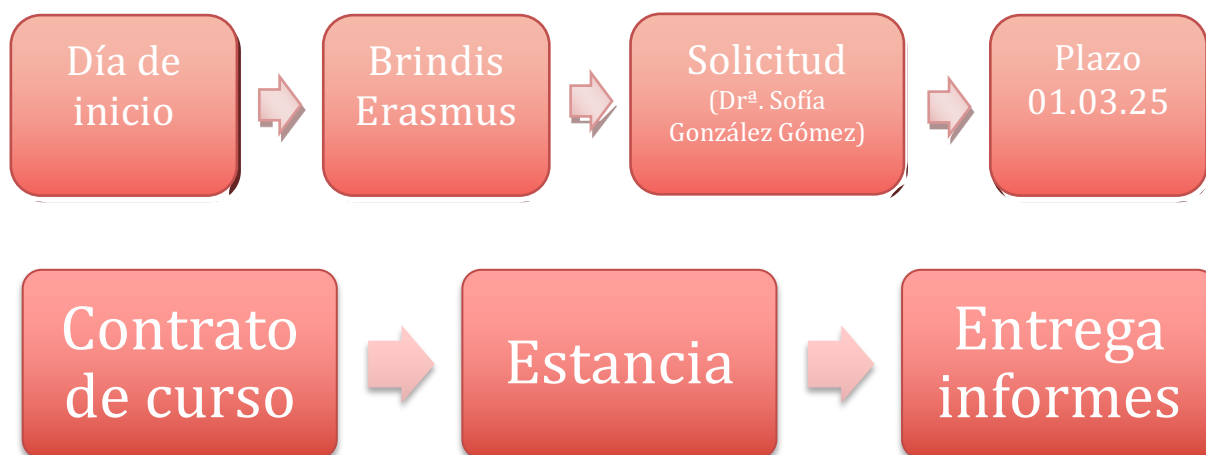 Día de
inicio
Brindis
Erasmus
Solicitud
(Drª. Sofía
González Gómez)
Plazo
01.03.25
Contrato
de curso
Estancia
Entrega
informes